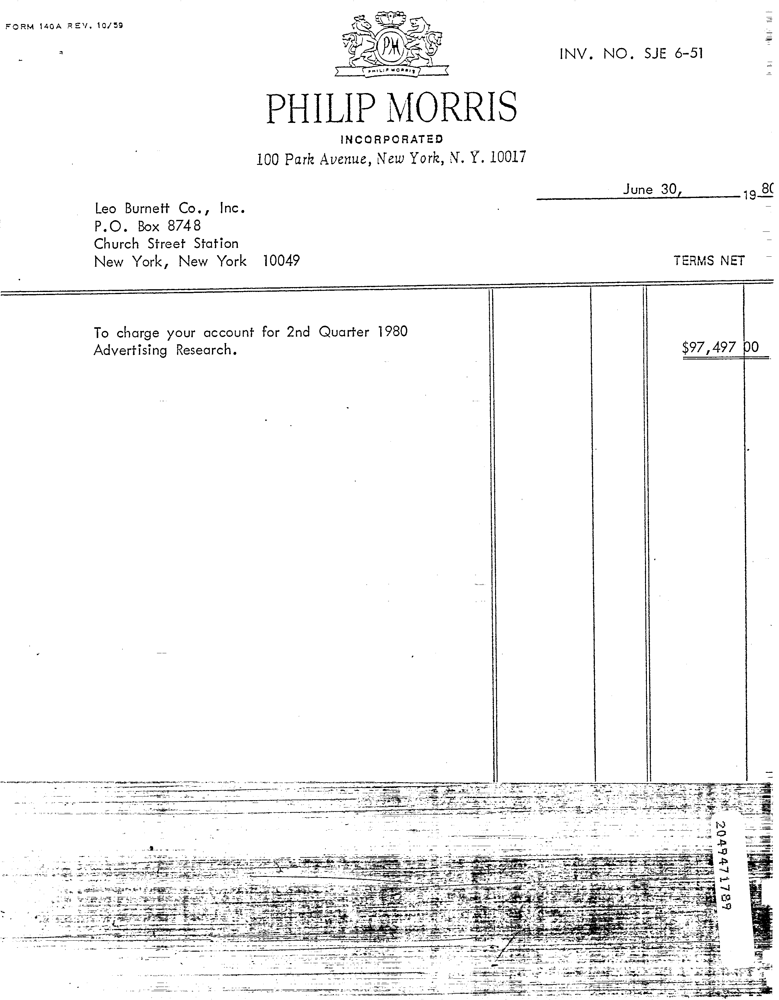 FORM 140A REV. 10/59
INV. NO. SJE 6-51
PM
PHILIP MORRIS
PHILIP MORRIS
INCORPORATED
100 Park Avenue, New York, N. Y. 10017
June 30, 19 80
Leo Burnett Co., Inc.
P.O. Box 8748
Church Street Station
New York, New York 10049
TERMS NET
To charge your account for 2nd Quarter 1980
Advertising Research.
$97,497 00
2049471789